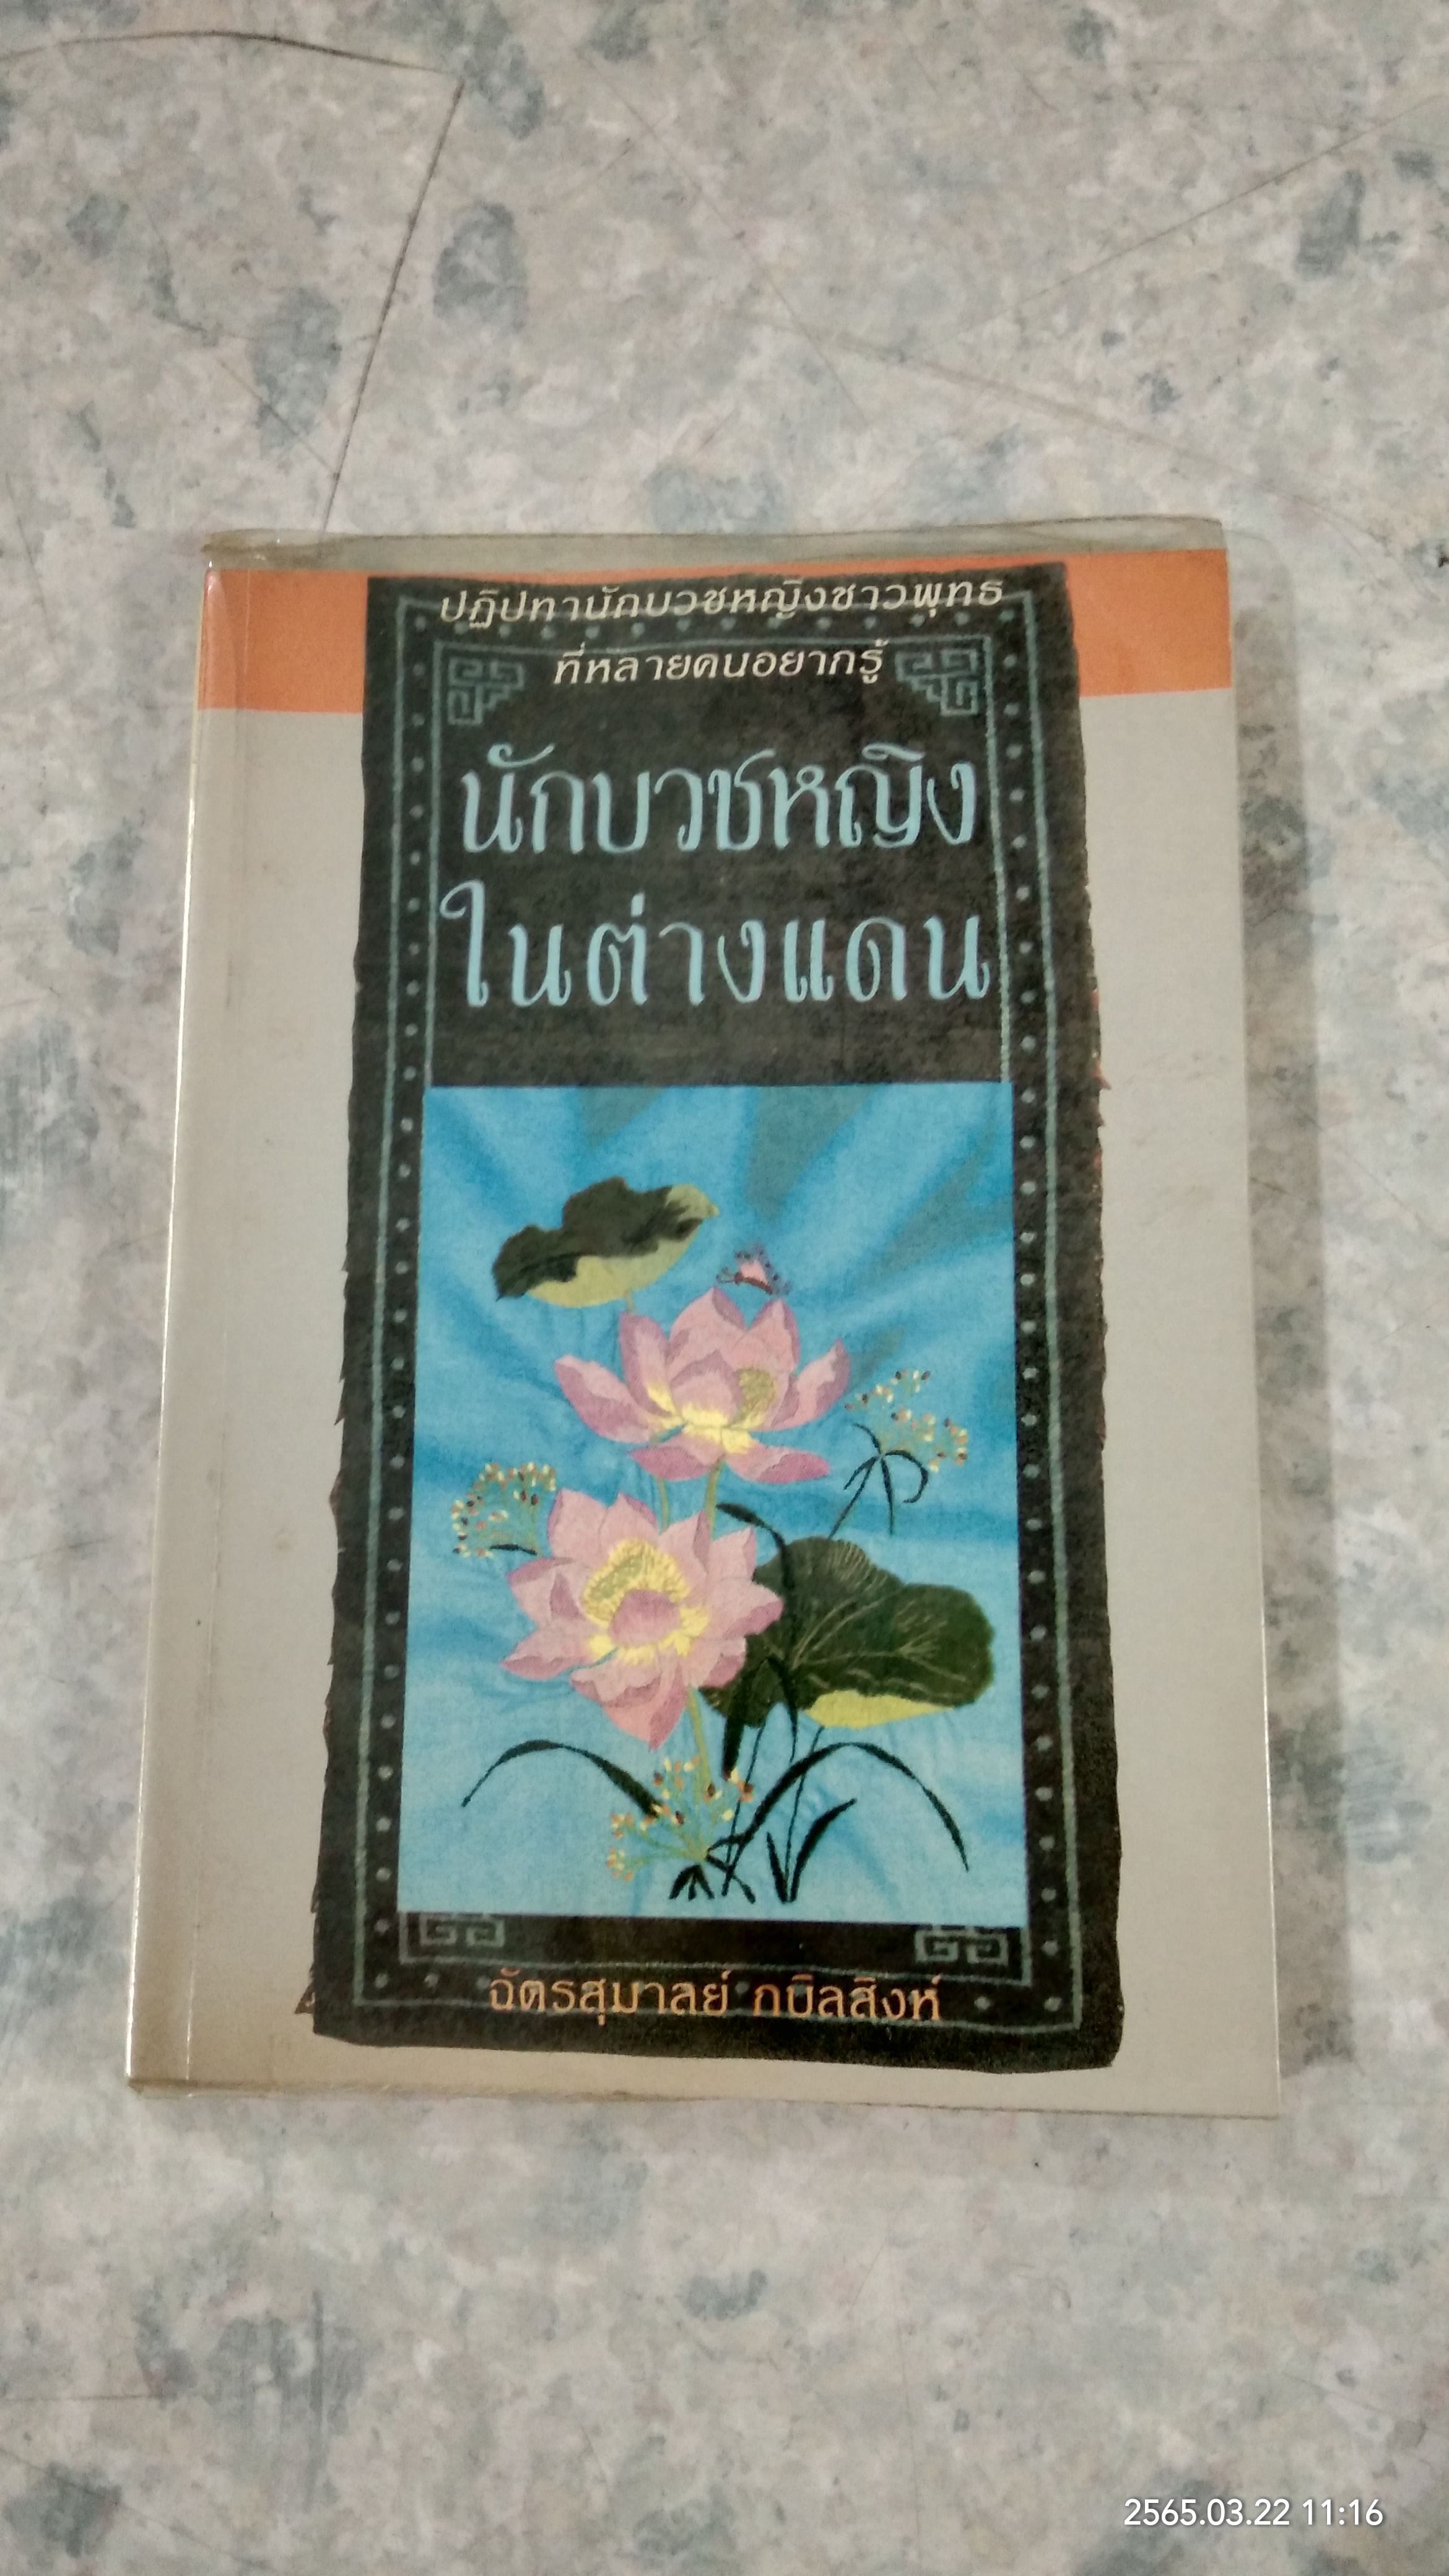 ปฏิปทานักบวชหญิงชาวพุทธ
ที่หลายคนอยากรู้
นักบวชหญิง
ในต่างแดน
ฉัตรสุมาลย์ กบิลสิงห์
2565.03.22 11:16